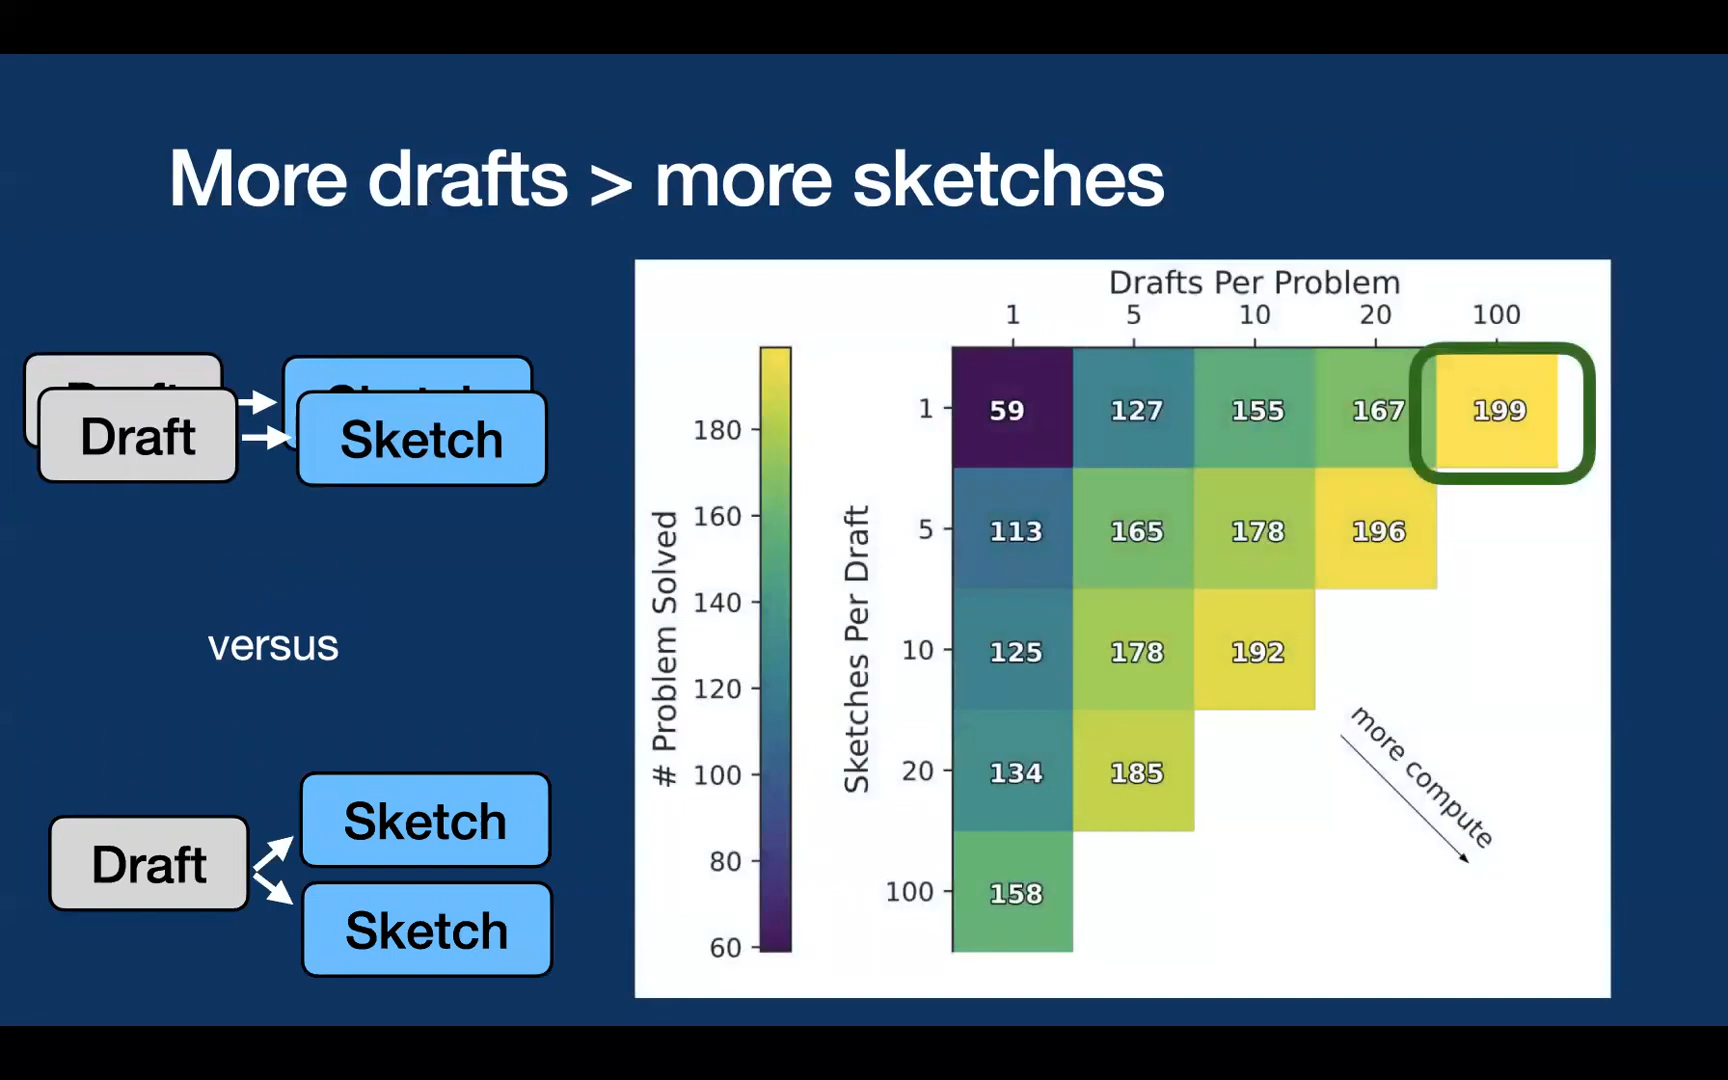 More drafts > more sketches
Draft
Sketch
versus
Draft
Sketch
Sketch
Drafts Per Problem
1 5 10 20 100
# Problem Solved
180
160
140
120
100
80
60
Sketches Per Draft
1 59 127 155 167 199
5 113 165 178 196
10 125 178 192
20 134 185
100 158
more compute